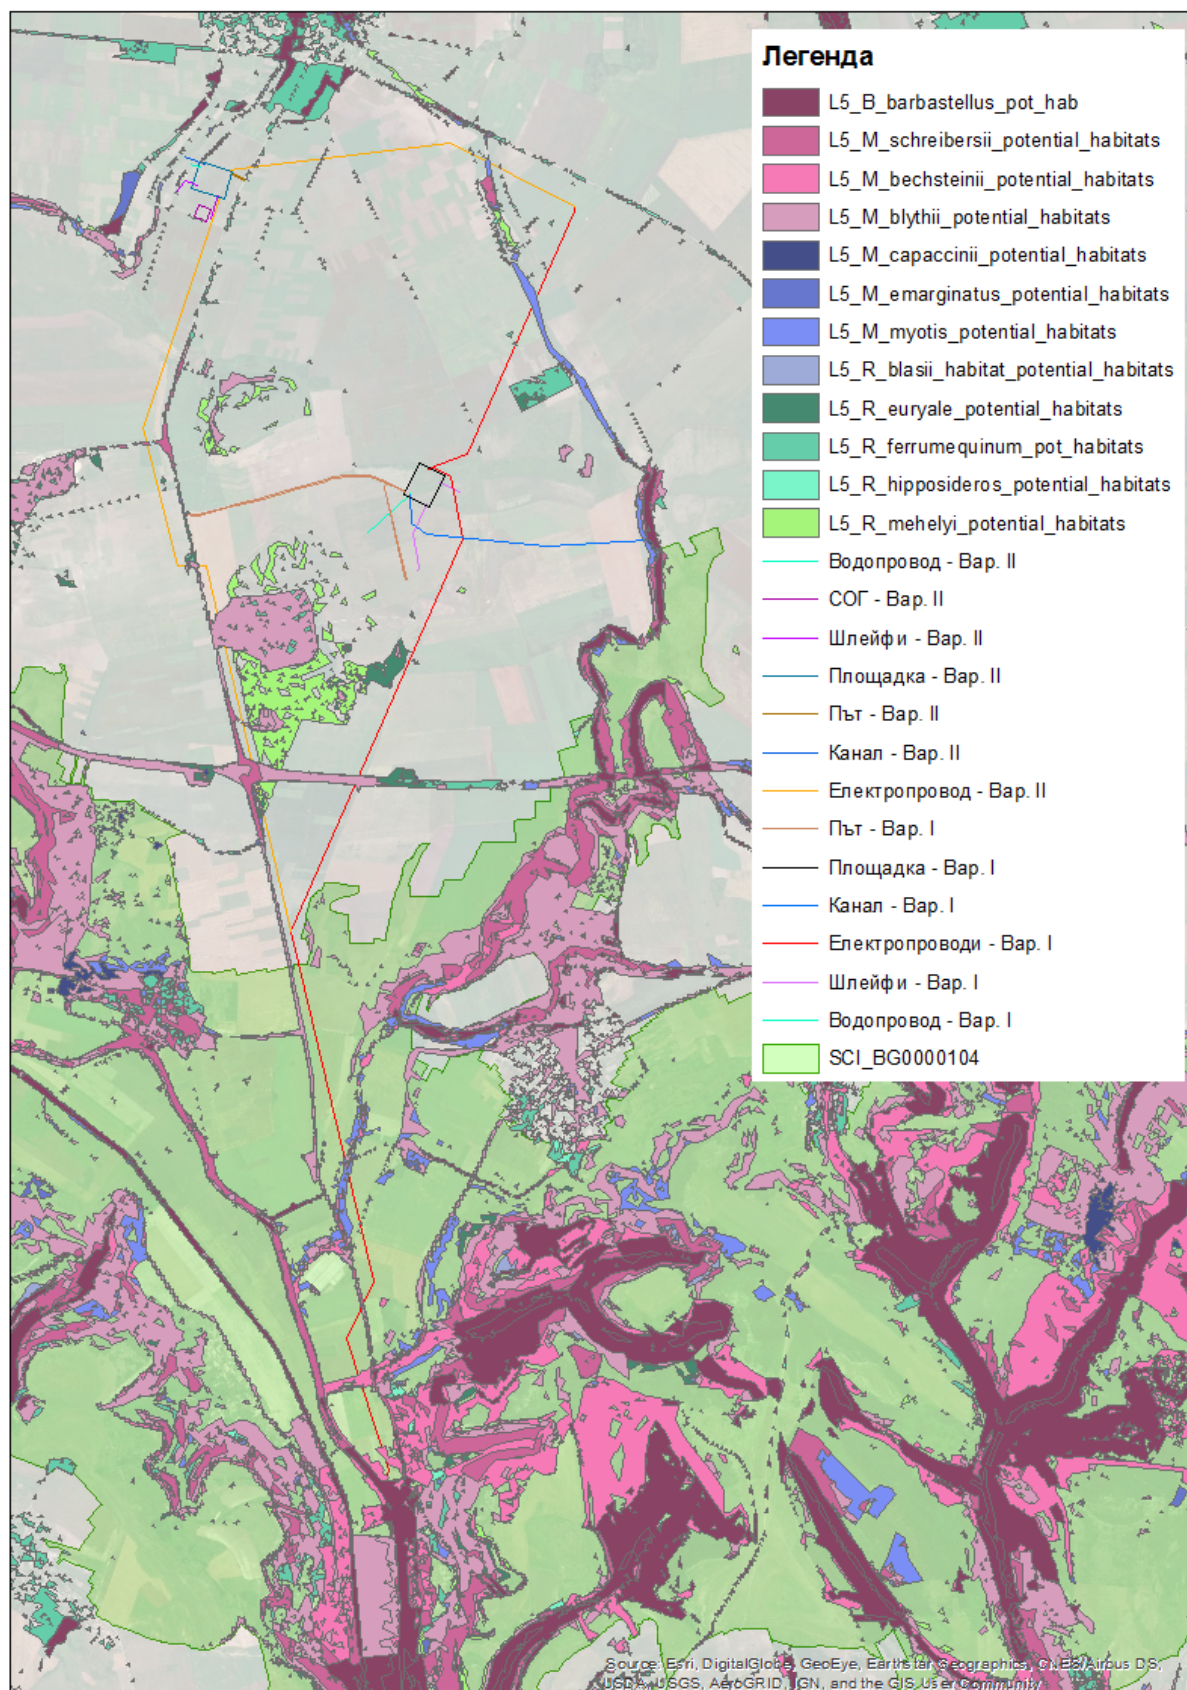 Легенда
L5_B_barbastellus_pot_hab
L5_M_schreibersii_potential_habitats
L5_M_bechsteinii_potential_habitats
L5_M_blythii_potential_habitats
L5_M_capaccinii_potential_habitats
L5_M_emarginatus_potential_habitats
L5_M_myotis_potential_habitats
L5_R_blasii_habitat_potential_habitats
L5_R_euryale_potential_habitats
L5_R_ferrumequinum_pot_habitats
L5_R_hipposideros_potential_habitats
L5_R_mehelyi_potential_habitats
Водопровод - Вар. II
СОГ - Вар. II
Шлейфи - Вар. II
Площадка - Вар. II
Път - Вар. II
Канал - Вар. II
Електропровод - Вар. II
Път - Вар. I
Площадка - Вар. I
Канал - Вар. I
Електропроводи - Вар. I
Шлейфи - Вар. I
Водопровод - Вар. I
SCI_BG0000104
Source: Esri, DigitalGlobe, GeoEye, Earthstar Geographics, CNES/Airbus DS,
USDA, USGS, AeroGRID, IGN, and the GIS User Community